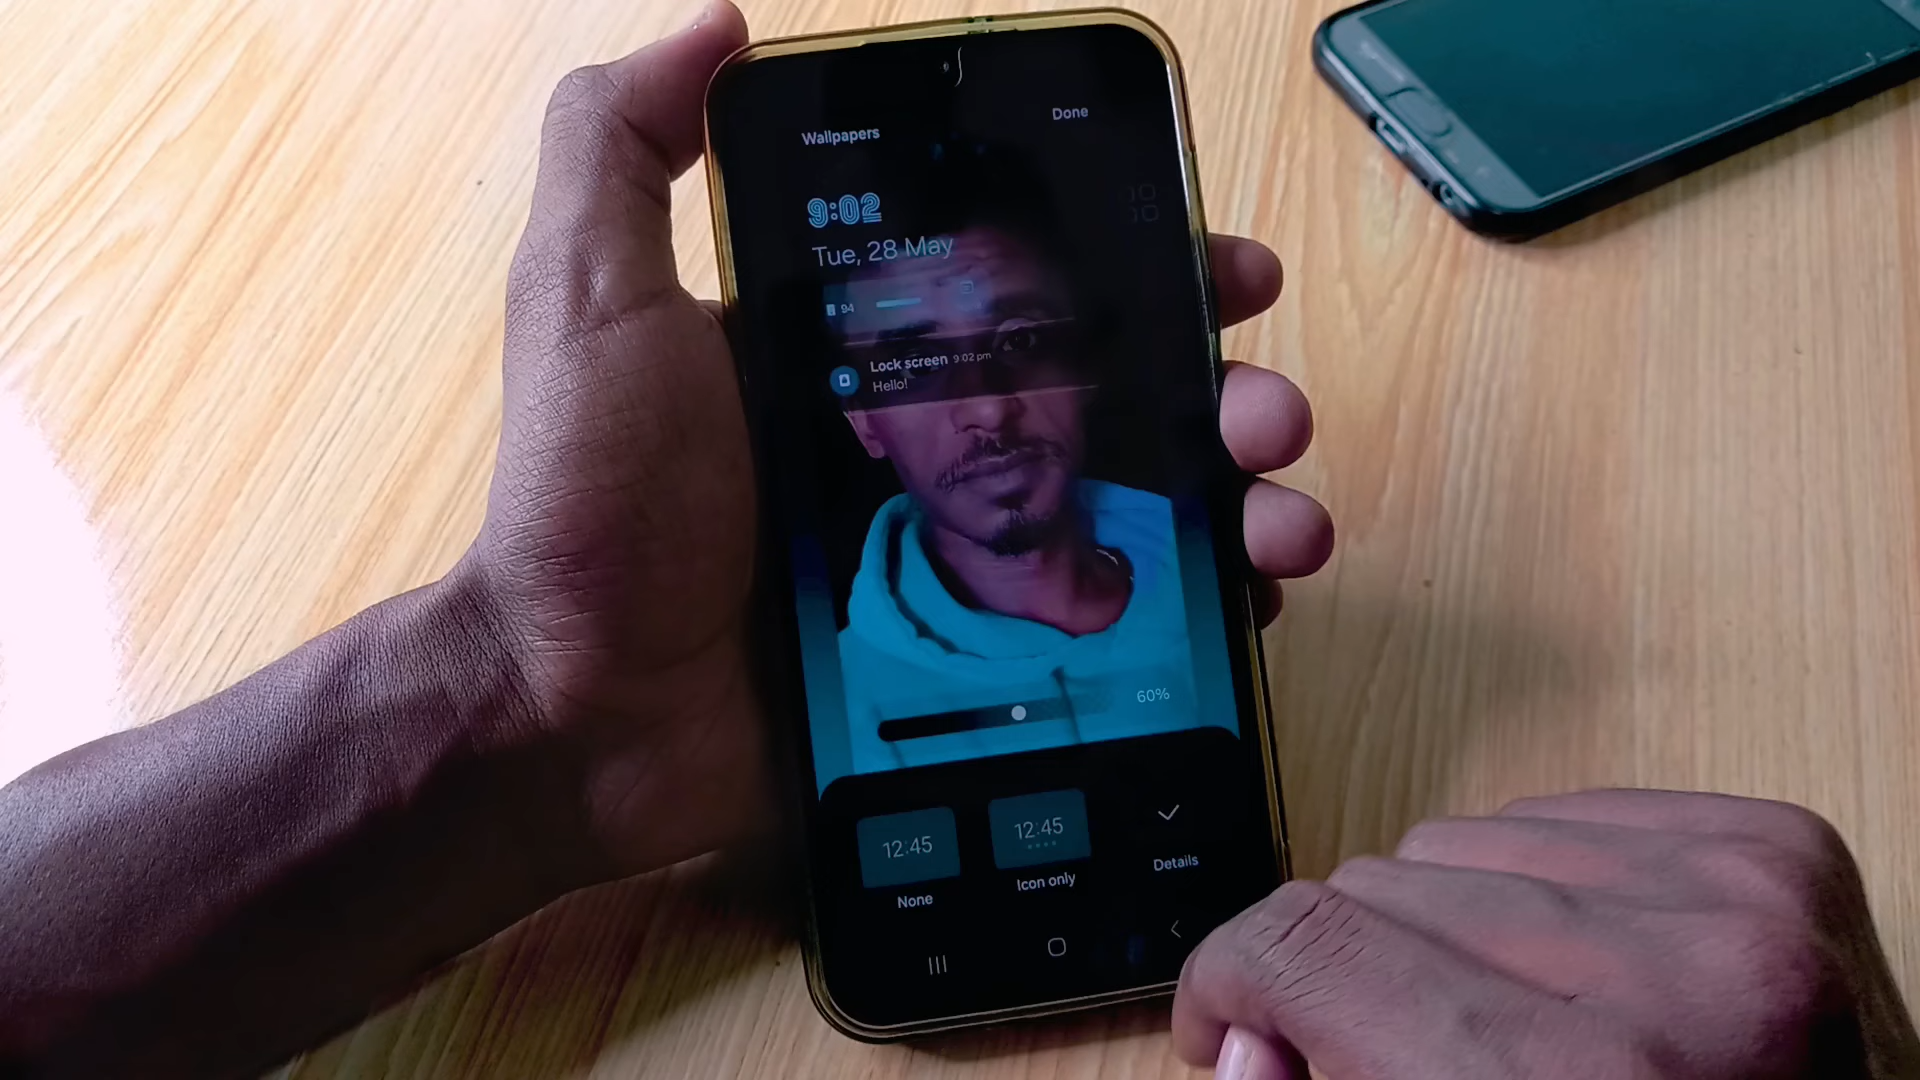 Wallpapers
Done
9:02
Tue, 28 May
94
Lock screen 9:02 pm
Hello!
60%
12:45
12:45
Details
None
Icon only